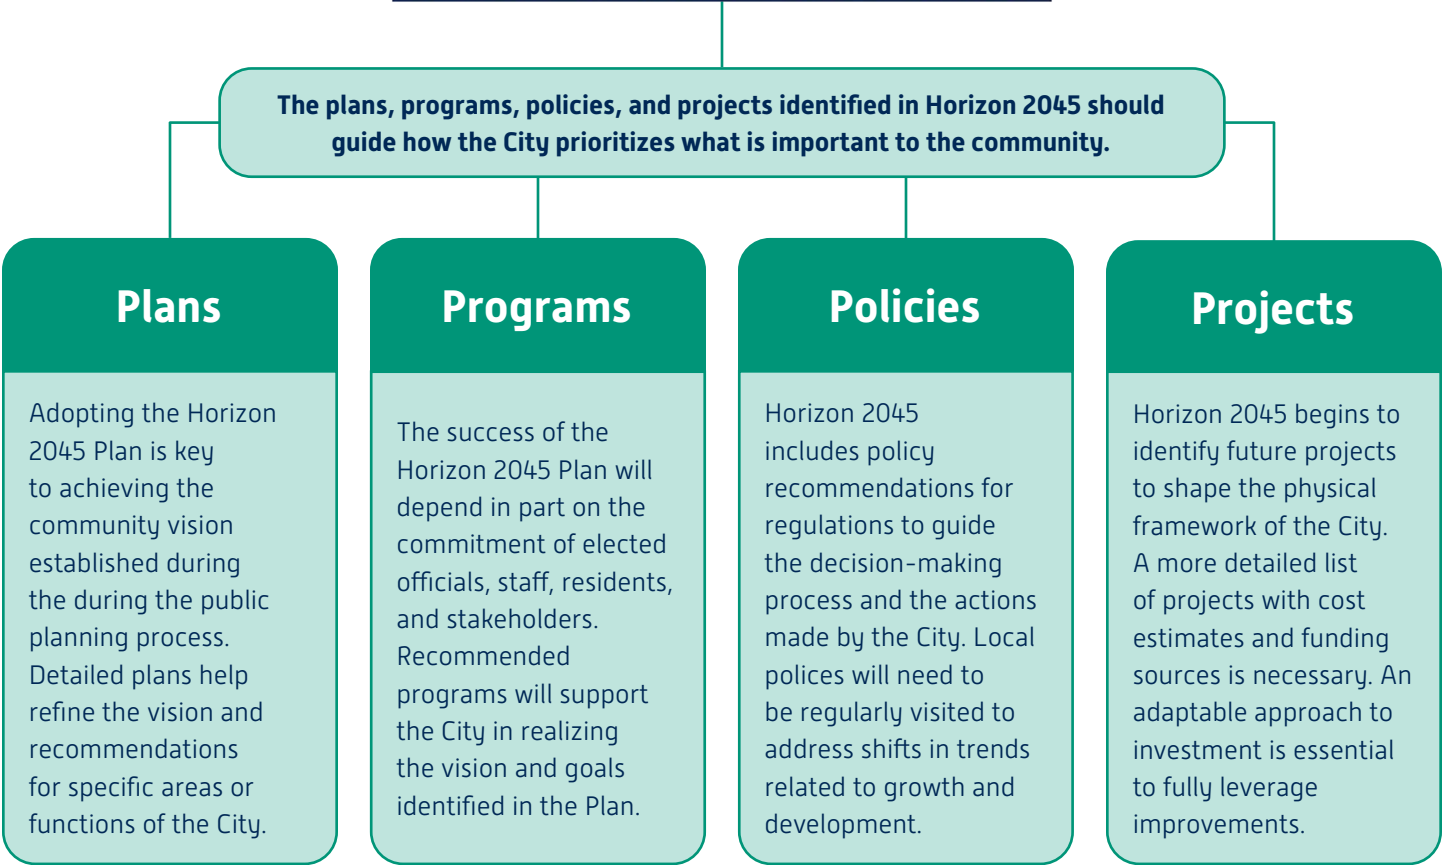 The plans, programs, policies, and projects identified in Horizon 2045 should
guide how the City prioritizes what is important to the community.
Plans
Adopting the Horizon
2045 Plan is key
to achieving the
community vision
established during
the during the public
planning process.
Detailed plans help
refine the vision and
recommendations
for specific areas or
functions of the City.
Programs
The success of the
Horizon 2045 Plan will
depend in part on the
commitment of elected
officials, staff, residents,
and stakeholders.
Recommended
programs will support
the City in realizing
the vision and goals
identified in the Plan.
Policies
Horizon 2045
includes policy
recommendations for
regulations to guide
the decision-making
process and the actions
made by the City. Local
polices will need to
be regularly visited to
address shifts in trends
related to growth and
development.
Projects
Horizon 2045 begins to
identify future projects
to shape the physical
framework of the City.
A more detailed list
of projects with cost
estimates and funding
sources is necessary. An
adaptable approach to
investment is essential
to fully leverage
improvements.